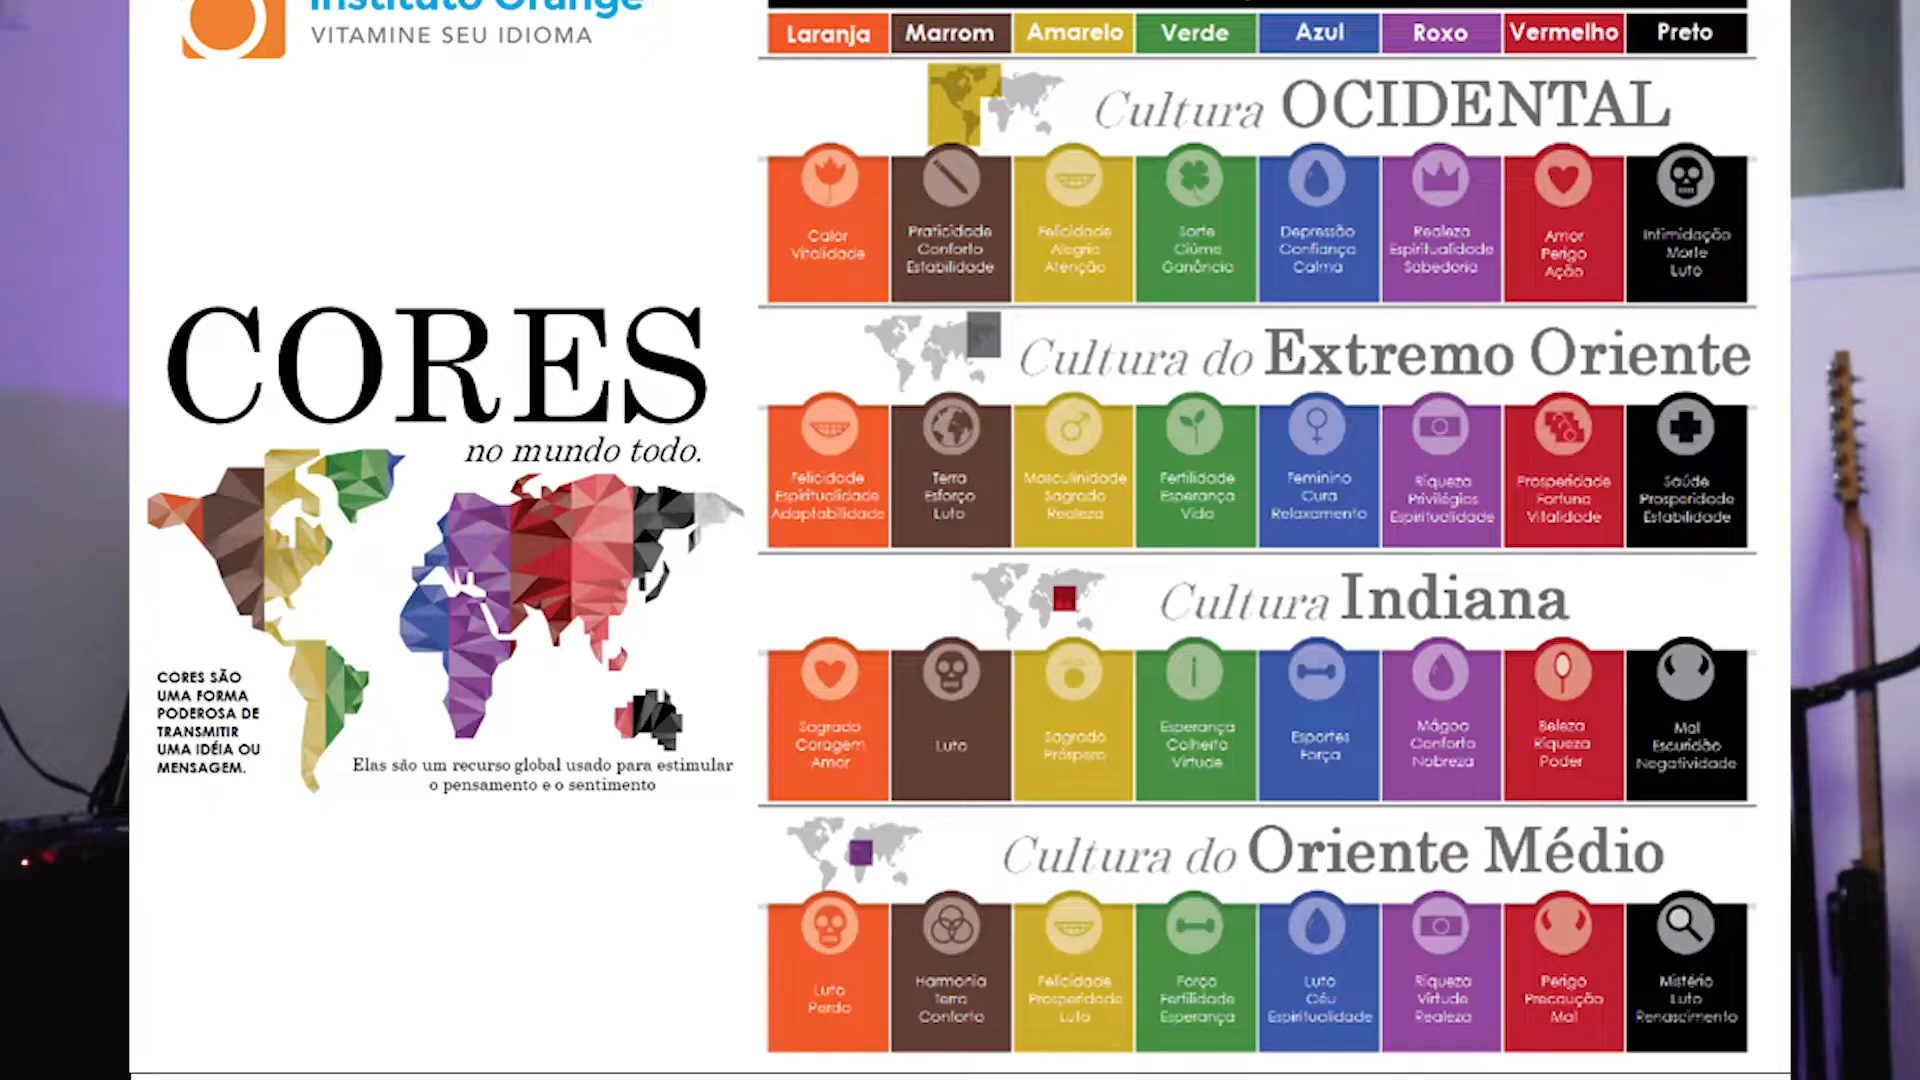 Instituto Orange
VITAMINE SEU IDIOMA
CORES
no mundo todo.
CORES SÃO
UMA FORMA
PODEROSA DE
TRANSMITIR
UMA IDÉIA OU
MENSAGEM.
Elas são um recurso global usado para estimular
o pensamento e o sentimento
Laranja Marrom Amarelo Verde Azul Roxo Vermelho Preto
Cultura OCIDENTAL
Calor
Vitalidade
Praticidade
Conforto
Estabilidade
Felicidade
Alegria
Atenção
Sorte
Ciúme
Ganância
Depressão
Confiança
Calma
Realeza
Espiritualidade
Sabedoria
Amor
Perigo
Ação
Intimidação
Morte
Luto
Cultura do Extremo Oriente
Felicidade
Espiritualidade
Adaptabilidade
Terra
Esforço
Luto
Masculinidade
Sagrado
Realeza
Fertilidade
Esperança
Vida
Feminino
Cura
Relaxamento
Riqueza
Privilégios
Espiritualidade
Prosperidade
Fortuna
Vitalidade
Saúde
Prosperidade
Estabilidade
Cultura Indiana
Sagrado
Coragem
Amor
Luto
Sagrado
Próspero
Esperança
Colheita
Virtude
Esportes
Força
Mágoa
Conforto
Nobreza
Beleza
Riqueza
Poder
Mal
Escuridão
Negatividade
Cultura do Oriente Médio
Luto
Perda
Harmonia
Terra
Conforto
Felicidade
Prosperidade
Luto
Força
Fertilidade
Esperança
Luto
Céu
Espiritualidade
Riqueza
Virtude
Realeza
Perigo
Precaução
Mal
Mistério
Luto
Renascimento